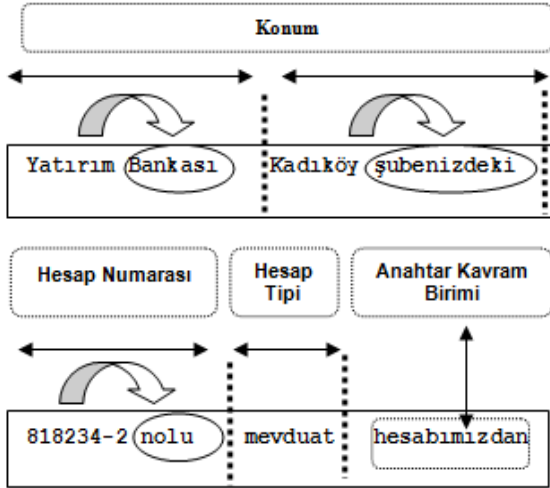 Konum
Yatırım Bankası Kadıköy şubenizdeki
Hesap Numarası Hesap Tipi Anahtar Kavram Birimi
818234-2 nolu mevduat hesabımızdan